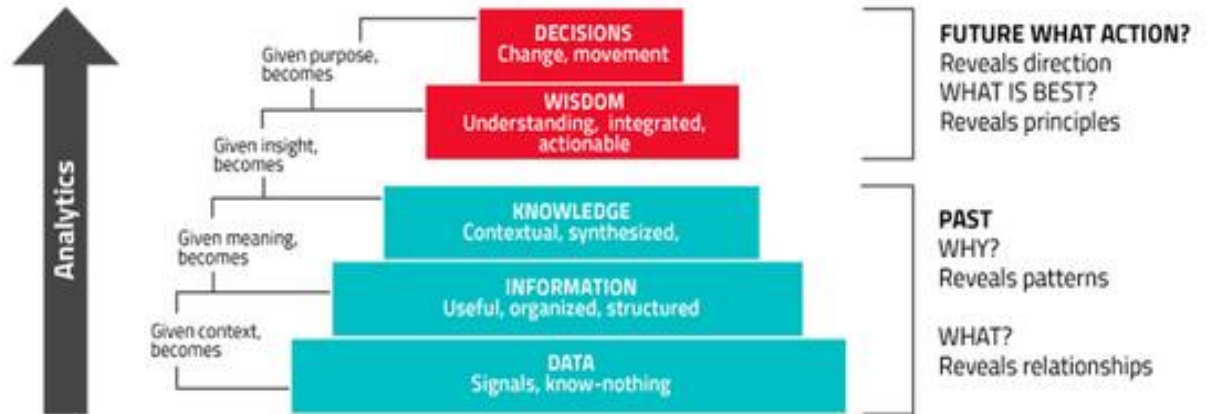 Analytics
Given purpose,
becomes
Given insight,
becomes
Given meaning,
becomes
Given context,
becomes
DECISIONS
Change, movement
WISDOM
Understanding, integrated,
actionable
KNOWLEDGE
Contextual, synthesized,
INFORMATION
Useful, organized, structured
DATA
Signals, know-nothing
FUTURE WHAT ACTION?
Reveals direction
WHAT IS BEST?
Reveals principles
PAST
WHY?
Reveals patterns
WHAT?
Reveals relationships